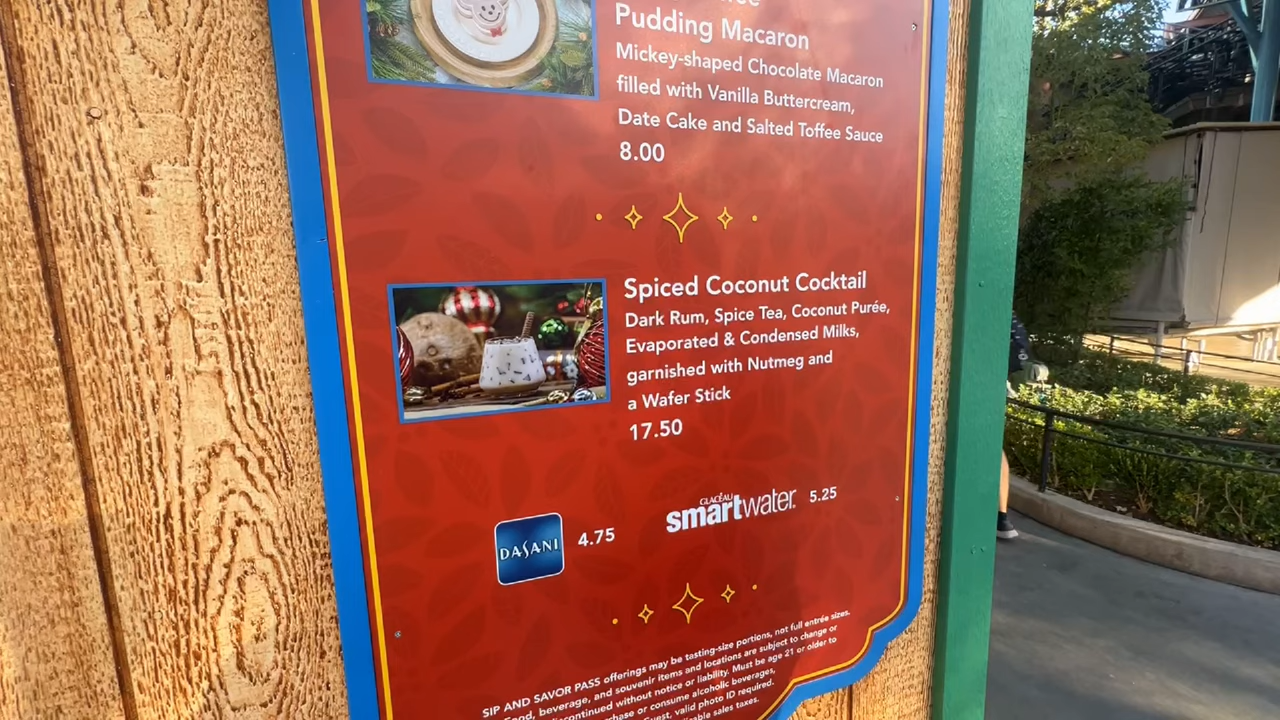 Pudding Macaron
Mickey-shaped Chocolate Macaron
filled with Vanilla Buttercream,
Date Cake and Salted Toffee Sauce
8.00
Spiced Coconut Cocktail
Dark Rum, Spice Tea, Coconut Purée,
Evaporated & Condensed Milks,
garnished with Nutmeg and
a Wafer Stick
17.50
DASANI 4.75
GLACÉAU
smartwater. 5.25
SIP AND SAVOR PASS offerings may be tasting-size portions, not full entrée sizes.
Food, beverage, and souvenir items and locations are subject to change or
discontinued without notice or liability. Must be age 21 or older to
consume alcoholic beverages,
Guest, valid photo ID required.
sales taxes.